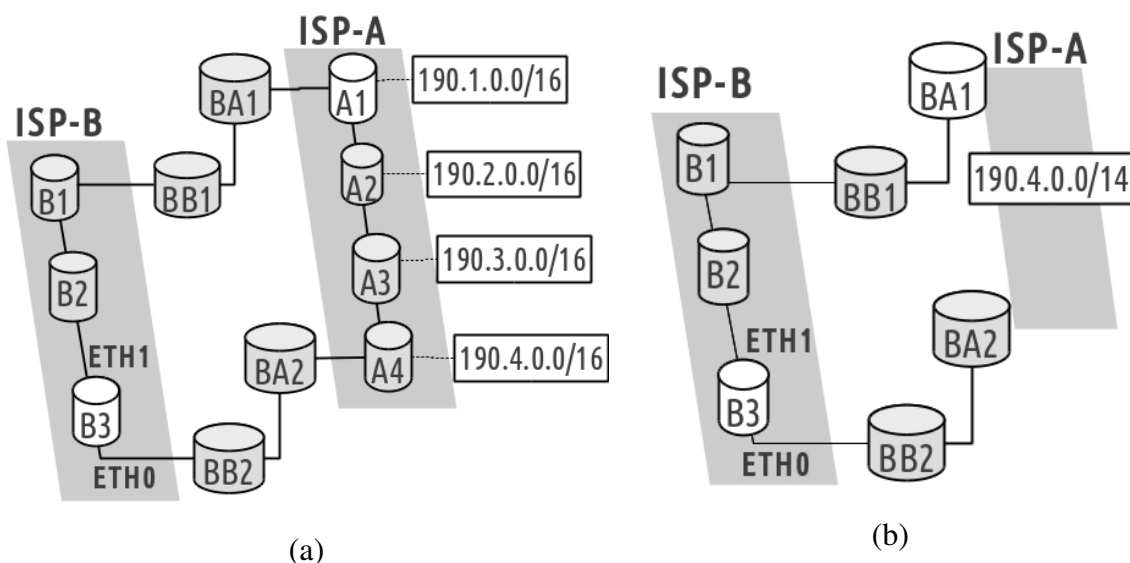 ISP-A
190.1.0.0/16
BA1
A1
ISP-B
190.2.0.0/16
A2
B1
BB1
190.3.0.0/16
A3
B2
ETH1
BA2
A4
190.4.0.0/16
B3
BB2
ETH0
(a)
ISP-A
ISP-B
BA1
B1
BB1
190.4.0.0/14
B2
BA2
ETH1
B3
BB2
ETH0
(b)